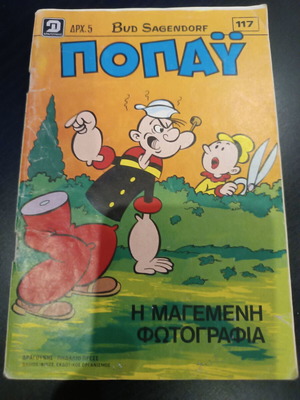 ΔΡΧ. 5
BUD SAGENDORF
117
ΠΟΠΑΫ
Η ΜΑΓΕΜΕΝΗ
ΦΩΤΟΓΡΑΦΙΑ